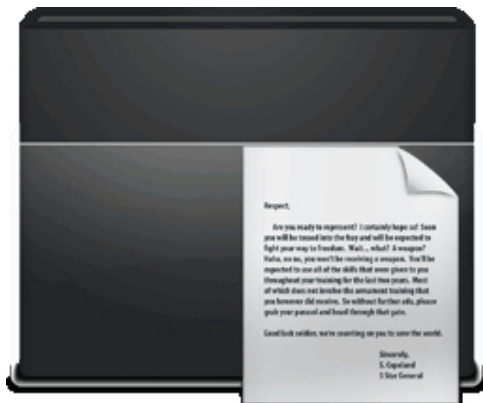 Respect,
Are you ready to represent? I certainly hope so! Soon
you will be tossed into the fray and will be expected to
fight your way to freedom. Wait... what? A weapon?
Haha, no no, you won't be receiving a weapon. You'll be
expected to use all of the skills that were given to you
throughout your training for the last two years. Most
of which does not involve the armament training that
you however did receive. So without further ado, please
grab your parasol and head through that gate.
Good luck soldier, we're counting on you to save the world.
Sincerely,
S. Copeland
3 Star General